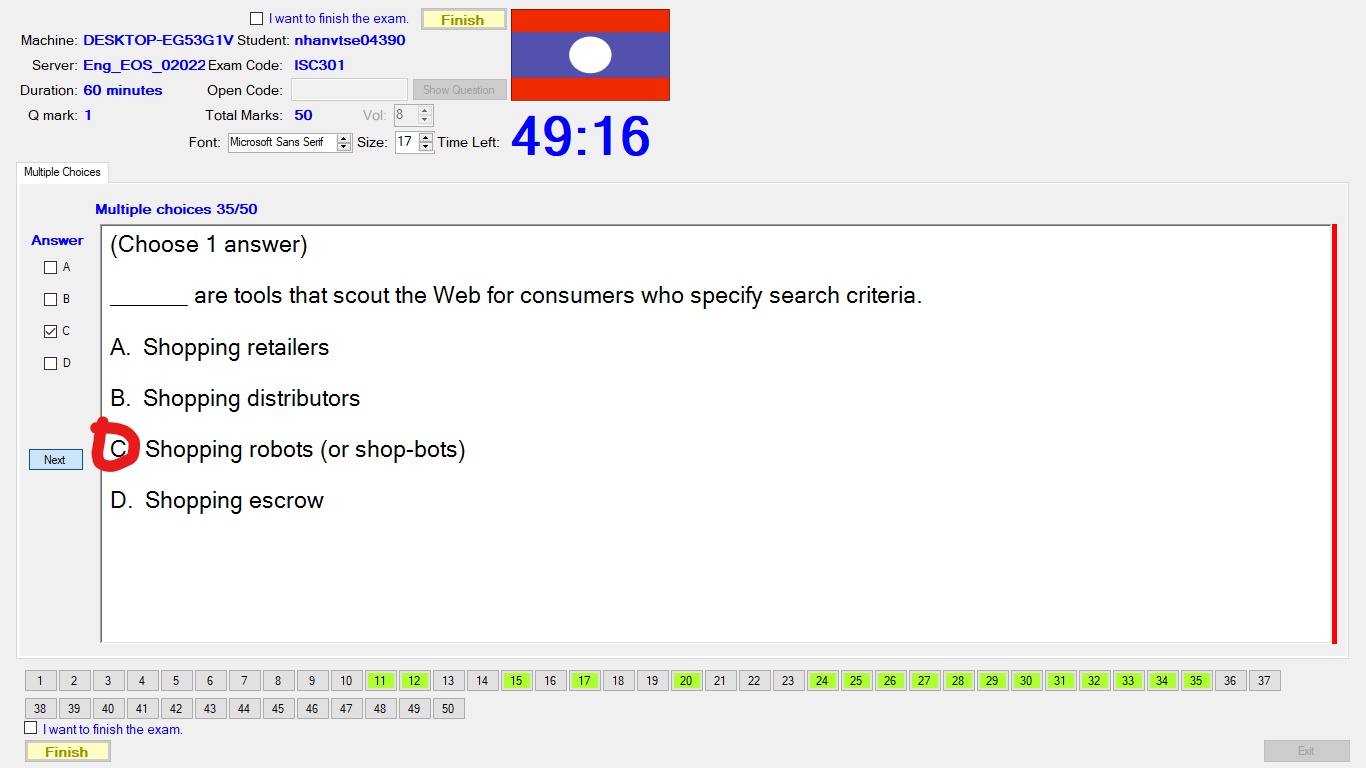 I want to finish the exam. Finish
Machine: DESKTOP-EG53G1V Student: nhanvtse04390
Server: Eng_EOS_02022 Exam Code: ISC301
Duration: 60 minutes Open Code: Show Question
Q mark: 1 Total Marks: 50 Vol: 8
Font: Microsoft Sans Serif Size: 17 Time Left: 49:16
Multiple Choices
Multiple choices 35/50
Answer
A
B
C
D
Next
(Choose 1 answer)
_______ are tools that scout the Web for consumers who specify search criteria.
A. Shopping retailers
B. Shopping distributors
C. Shopping robots (or shop-bots)
D. Shopping escrow
1 2 3 4 5 6 7 8 9 10 11 12 13 14 15 16 17 18 19 20 21 22 23 24 25 26 27 28 29 30 31 32 33 34 35 36 37
38 39 40 41 42 43 44 45 46 47 48 49 50
I want to finish the exam.
Finish Exit